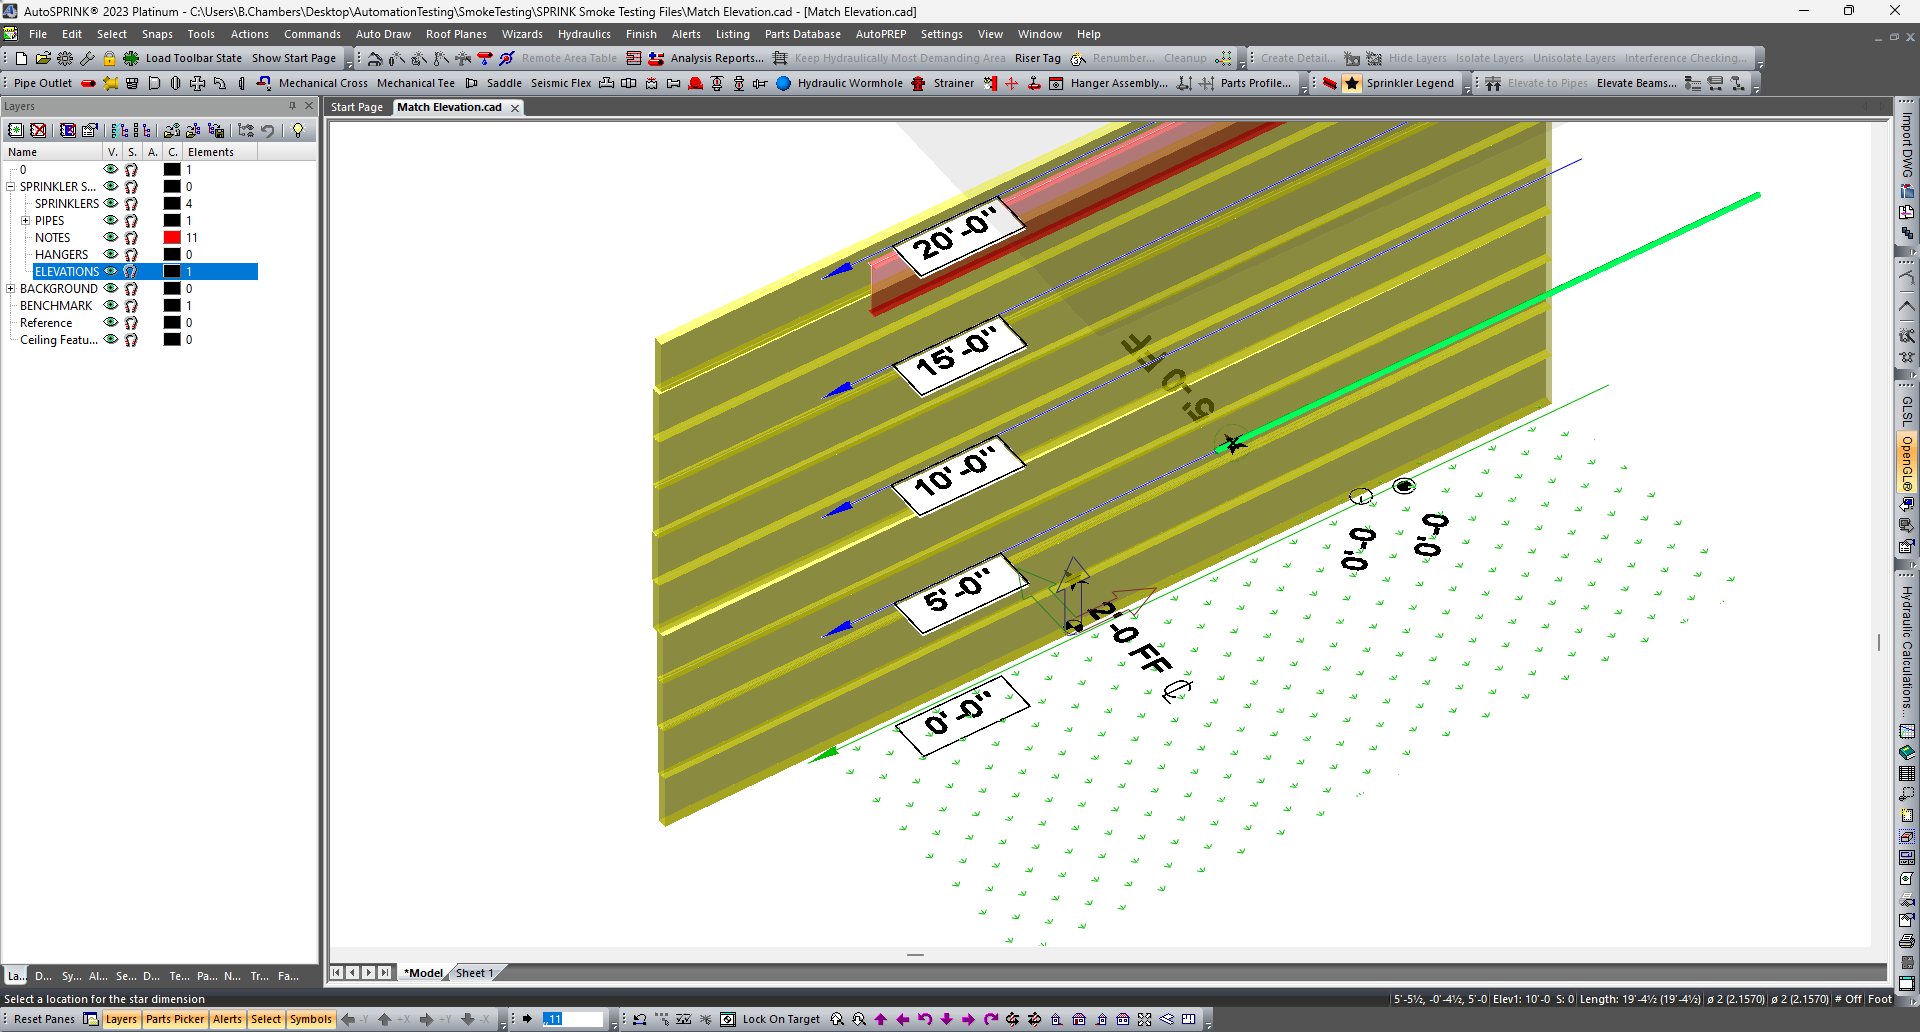 AutoSPRINK® 2023 Platinum - C:\Users\B.Chambers\Desktop\AutomationTesting\SmokeTesting\SPRINK Smoke Testing Files\Match Elevation.cad - [Match Elevation.cad]
File Edit Select Snaps Tools Actions Commands Auto Draw Roof Planes Wizards Hydraulics Finish Alerts Listing Parts Database AutoPREP Settings View Window Help
Load Toolbar State Show Start Page Remote Area Table Analysis Reports... Keep Hydraulically Most Demanding Area Riser Tag Renumber... Cleanup Create Detail... Hide Layers Isolate Layers Unisolate Layers Interference Checking...
Pipe Outlet Mechanical Cross Mechanical Tee Saddle Seismic Flex Hydraulic Wormhole Strainer Hanger Assembly... Parts Profile... Sprinkler Legend Elevate to Pipes Elevate Beams...
Layers
Start Page Match Elevation.cad
Name V. S. A. C. Elements
0 1
SPRINKLER S... 0
SPRINKLERS 4
PIPES 1
NOTES 11
HANGERS 0
ELEVATIONS 1
BACKGROUND 0
BENCHMARK 1
Reference 0
Ceiling Featu... 0
20'-0"
15'-0"
10'-0"
5'-0"
0'-0"
5'-0 FF
2'-0 FF
0-0
0-0
Import DWG
GLSL
OpenGL®
Hydraulic Calculations...
La... D... Sy... Al... Se... D... Te... Pa... N... Tr... Fa...
*Model Sheet 1
Select a location for the star dimension
5'-5½, -0'-4½, 5'-0 Elev1: 10'-0 S: 0 Length: 19'-4½ (19'-4½) ø 2 (2.1570) ø 2 (2.1570) # Off Foot
Reset Panes Layers Parts Picker Alerts Select Symbols -Y +X +Y -X .11 Lock On Target